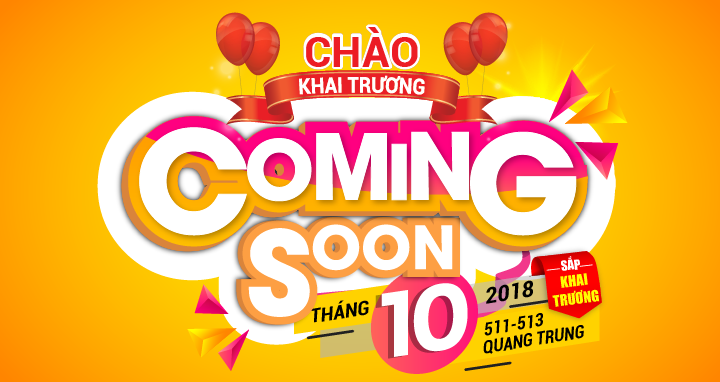 CHÀO
KHAI TRƯƠNG
COMING
SOON
THÁNG 10 2018
SẮP
KHAI
TRƯƠNG
511-513
QUANG TRUNG